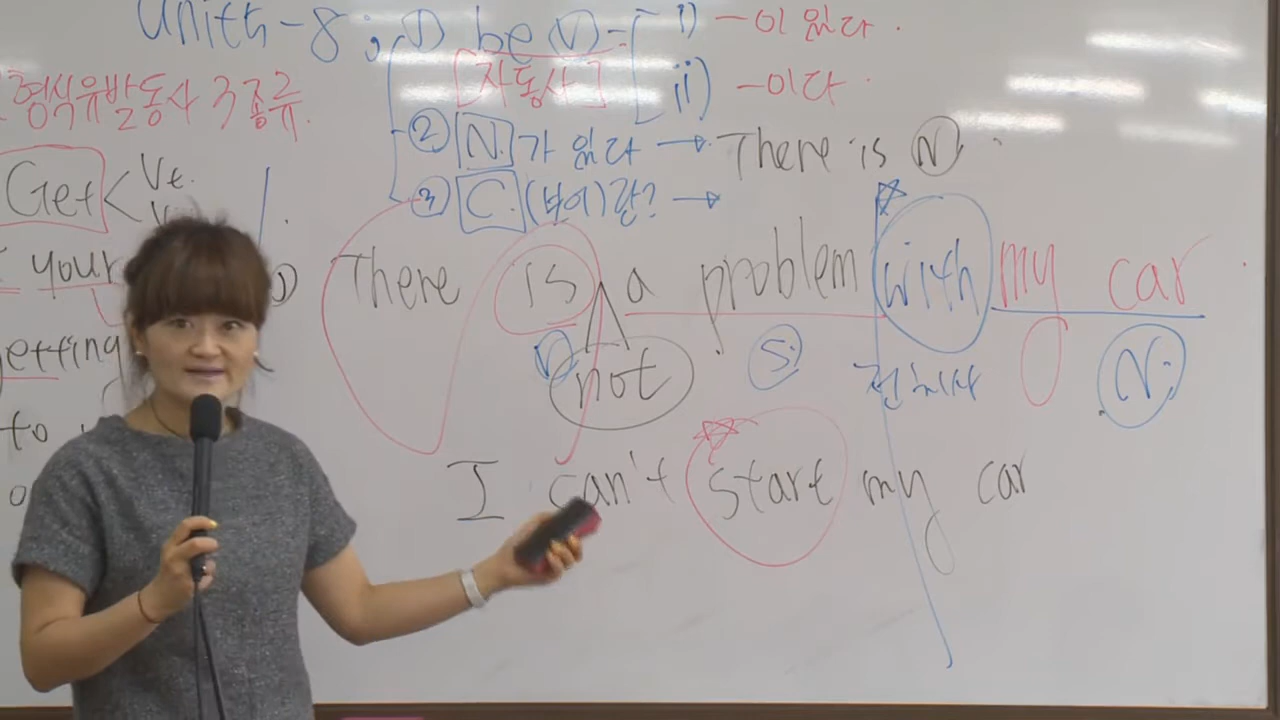 Unit 4-8 ; ① be ⓥ= i) -이 있다.
[자동사] ii) -이다.
형식유발동사 3종류.
② N 가 있다 → There is Ⓝ.
Get < Vt.
③ C. (보어)란? →
There is a problem with my car.
your
V not S. 전치사 N.
getting
to
I can't start my car